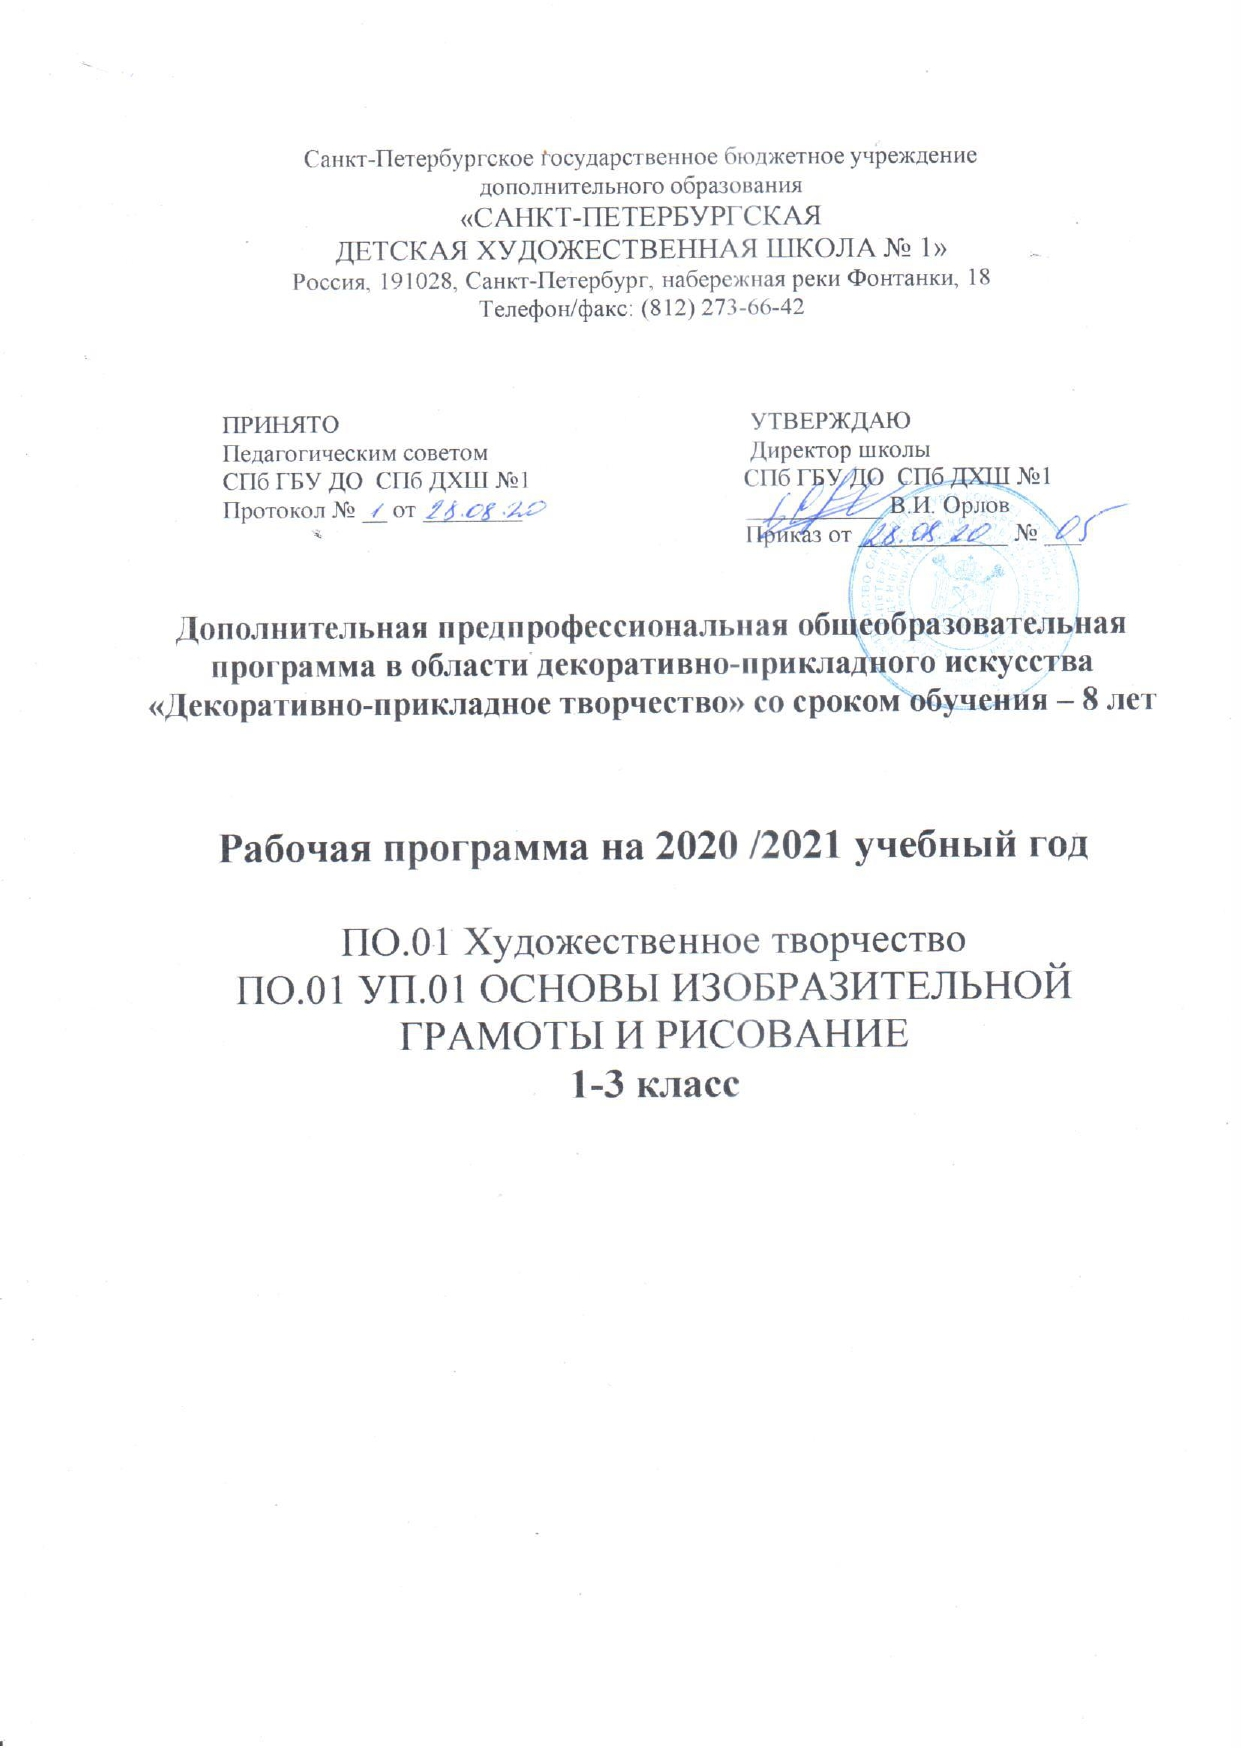 Санкт-Петербургское государственное бюджетное учреждение
дополнительного образования
«САНКТ-ПЕТЕРБУРГСКАЯ
ДЕТСКАЯ ХУДОЖЕСТВЕННАЯ ШКОЛА № 1»
Россия, 191028, Санкт-Петербург, набережная реки Фонтанки, 18
Телефон/факс: (812) 273-66-42
ПРИНЯТО
Педагогическим советом
СПб ГБУ ДО СПб ДХШ №1
Протокол № 1 от 28.08.20
УТВЕРЖДАЮ
Директор школы
СПб ГБУ ДО СПб ДХШ №1
В.И. Орлов
Приказ от 28.08.20 № 05
Дополнительная предпрофессиональная общеобразовательная
программа в области декоративно-прикладного искусства
«Декоративно-прикладное творчество» со сроком обучения – 8 лет
Рабочая программа на 2020 /2021 учебный год
ПО.01 Художественное творчество
ПО.01 УП.01 ОСНОВЫ ИЗОБРАЗИТЕЛЬНОЙ
ГРАМОТЫ И РИСОВАНИЕ
1-3 класс